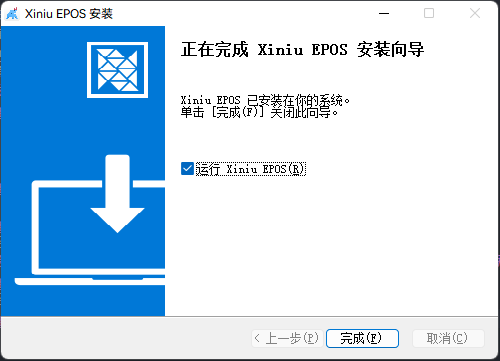 Xiniu EPOS 安装
正在完成 Xiniu EPOS 安装向导
Xiniu EPOS 已安装在你的系统。
单击 [完成(F)] 关闭此向导。
运行 Xiniu EPOS(R)
< 上一步(P) 完成(F) 取消(C)